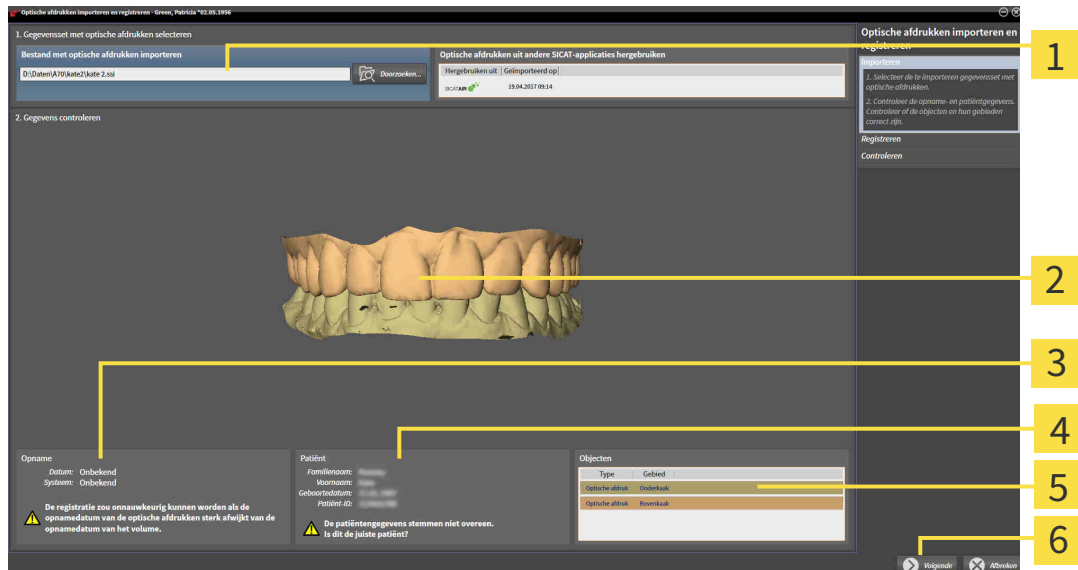 Optische afdrukken importeren en registreren - Green, Patricia *02.05.1956
1. Gegevensset met optische afdrukken selecteren
Bestand met optische afdrukken importeren
D:\Daten\A70\kate2\kate 2.ssi
Doorzoeken...
Optische afdrukken uit andere SICAT-applicaties hergebruiken
Hergebruiken uit
Geïmporteerd op
SICAT AIR
19.04.2017 09:14
2. Gegevens controleren
Opname
Datum: Onbekend
Systeem: Onbekend
De registratie zou onnauwkeurig kunnen worden als de
opnamedatum van de optische afdrukken sterk afwijkt van de
opnamedatum van het volume.
Patiënt
Familienaam:
Voornaam:
Geboortedatum:
Patiënt-ID:
De patiëntengegevens stemmen niet overeen.
Is dit de juiste patiënt?
Objecten
Type
Gebied
Optische afdruk
Onderkaak
Optische afdruk
Bovenkaak
Optische afdrukken importeren en
registreren
Importeren
1. Selecteer de te importeren gegevensset met
optische afdrukken.
2. Controleer de opname- en patiëntgegevens.
Controleer of de objecten en hun gebieden
correct zijn.
Registreren
Controleren
Volgende
Afbreken
1
2
3
4
5
6